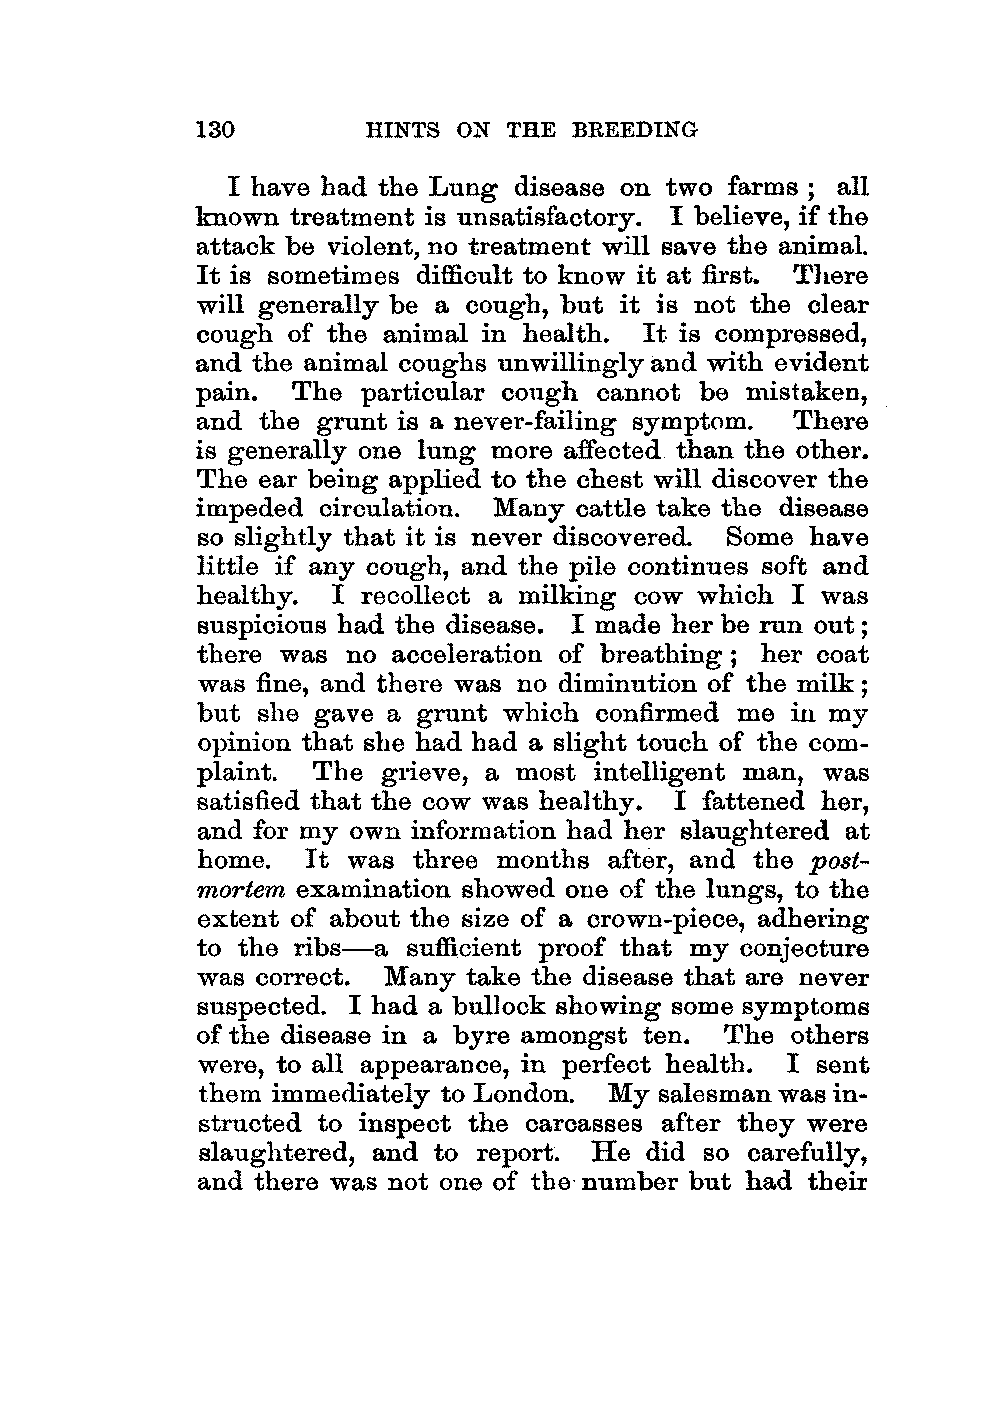 130 HINTS ON THE BREEDING
I have had the Lung disease on two farms ; all
known treatment is unsatisfactory. I believe, if the
attack be violent, no treatment will save the animal.
It is sometimes difficult to know it at first. There
will generally be a cough, but it is not the clear
cough of the animal in health. It is compressed,
and the animal coughs unwillingly and with evident
pain. The particular cough cannot be mistaken,
and the grunt is a never-failing symptom. There
is generally one lung more affected than the other.
The ear being applied to the chest will discover the
impeded circulation. Many cattle take the disease
so slightly that it is never discovered. Some have
little if any cough, and the pile continues soft and
healthy. I recollect a milking cow which I was
suspicious had the disease. I made her be run out ;
there was no acceleration of breathing ; her coat
was fine, and there was no diminution of the milk ;
but she gave a grunt which confirmed me in my
opinion that she had had a slight touch of the com-
plaint. The grieve, a most intelligent man, was
satisfied that the cow was healthy. I fattened her,
and for my own information had her slaughtered at
home. It was three months after, and the post-
mortem examination showed one of the lungs, to the
extent of about the size of a crown-piece, adhering
to the ribs—a sufficient proof that my conjecture
was correct. Many take the disease that are never
suspected. I had a bullock showing some symptoms
of the disease in a byre amongst ten. The others
were, to all appearance, in perfect health. I sent
them immediately to London. My salesman was in-
structed to inspect the carcasses after they were
slaughtered, and to report. He did so carefully,
and there was not one of the number but had their